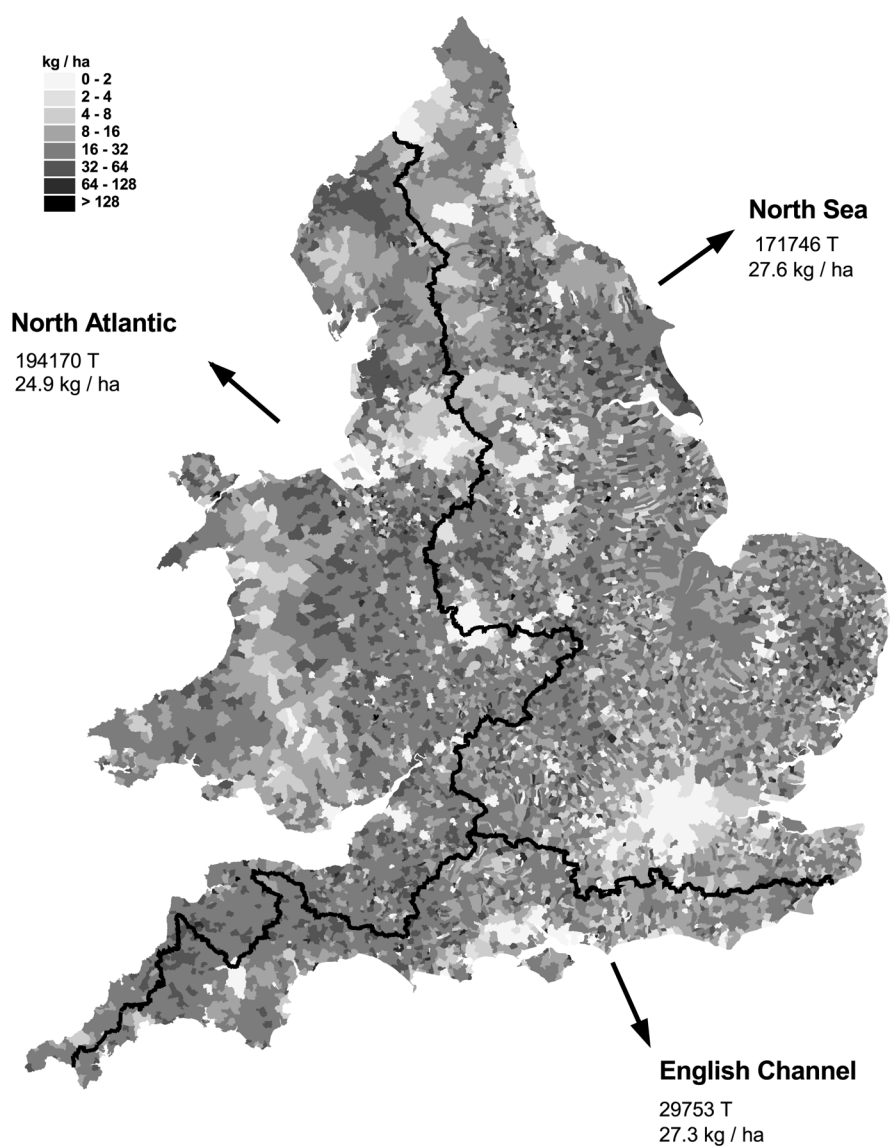 kg / ha
0 - 2
2 - 4
4 - 8
8 - 16
16 - 32
32 - 64
64 - 128
> 128
North Sea
171746 T
27.6 kg / ha
North Atlantic
194170 T
24.9 kg / ha
English Channel
29753 T
27.3 kg / ha